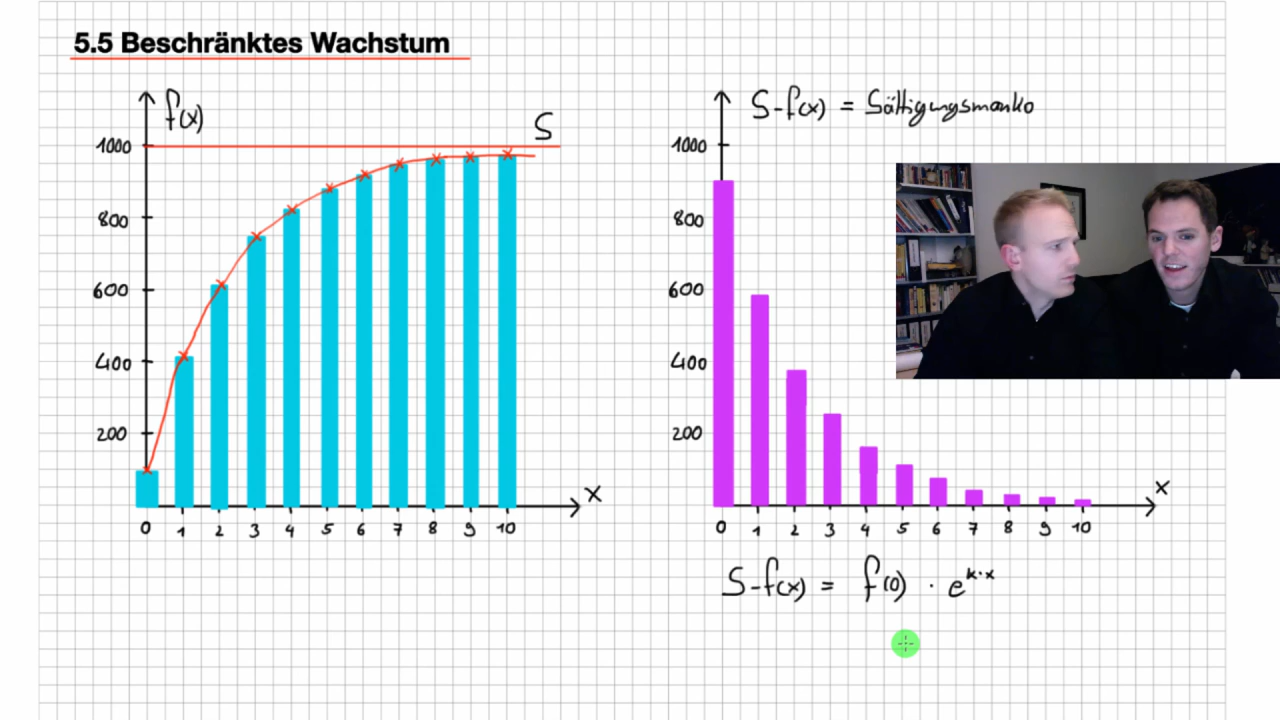 5.5 Beschränktes Wachstum
f(x)
S
1000
800
600
400
200
0 1 2 3 4 5 6 7 8 9 10
x
S-f(x) = Sättigungsmanko
1000
800
600
400
200
0 1 2 3 4 5 6 7 8 9 10
x
S-f(x) = f(0) · e^{k·x}